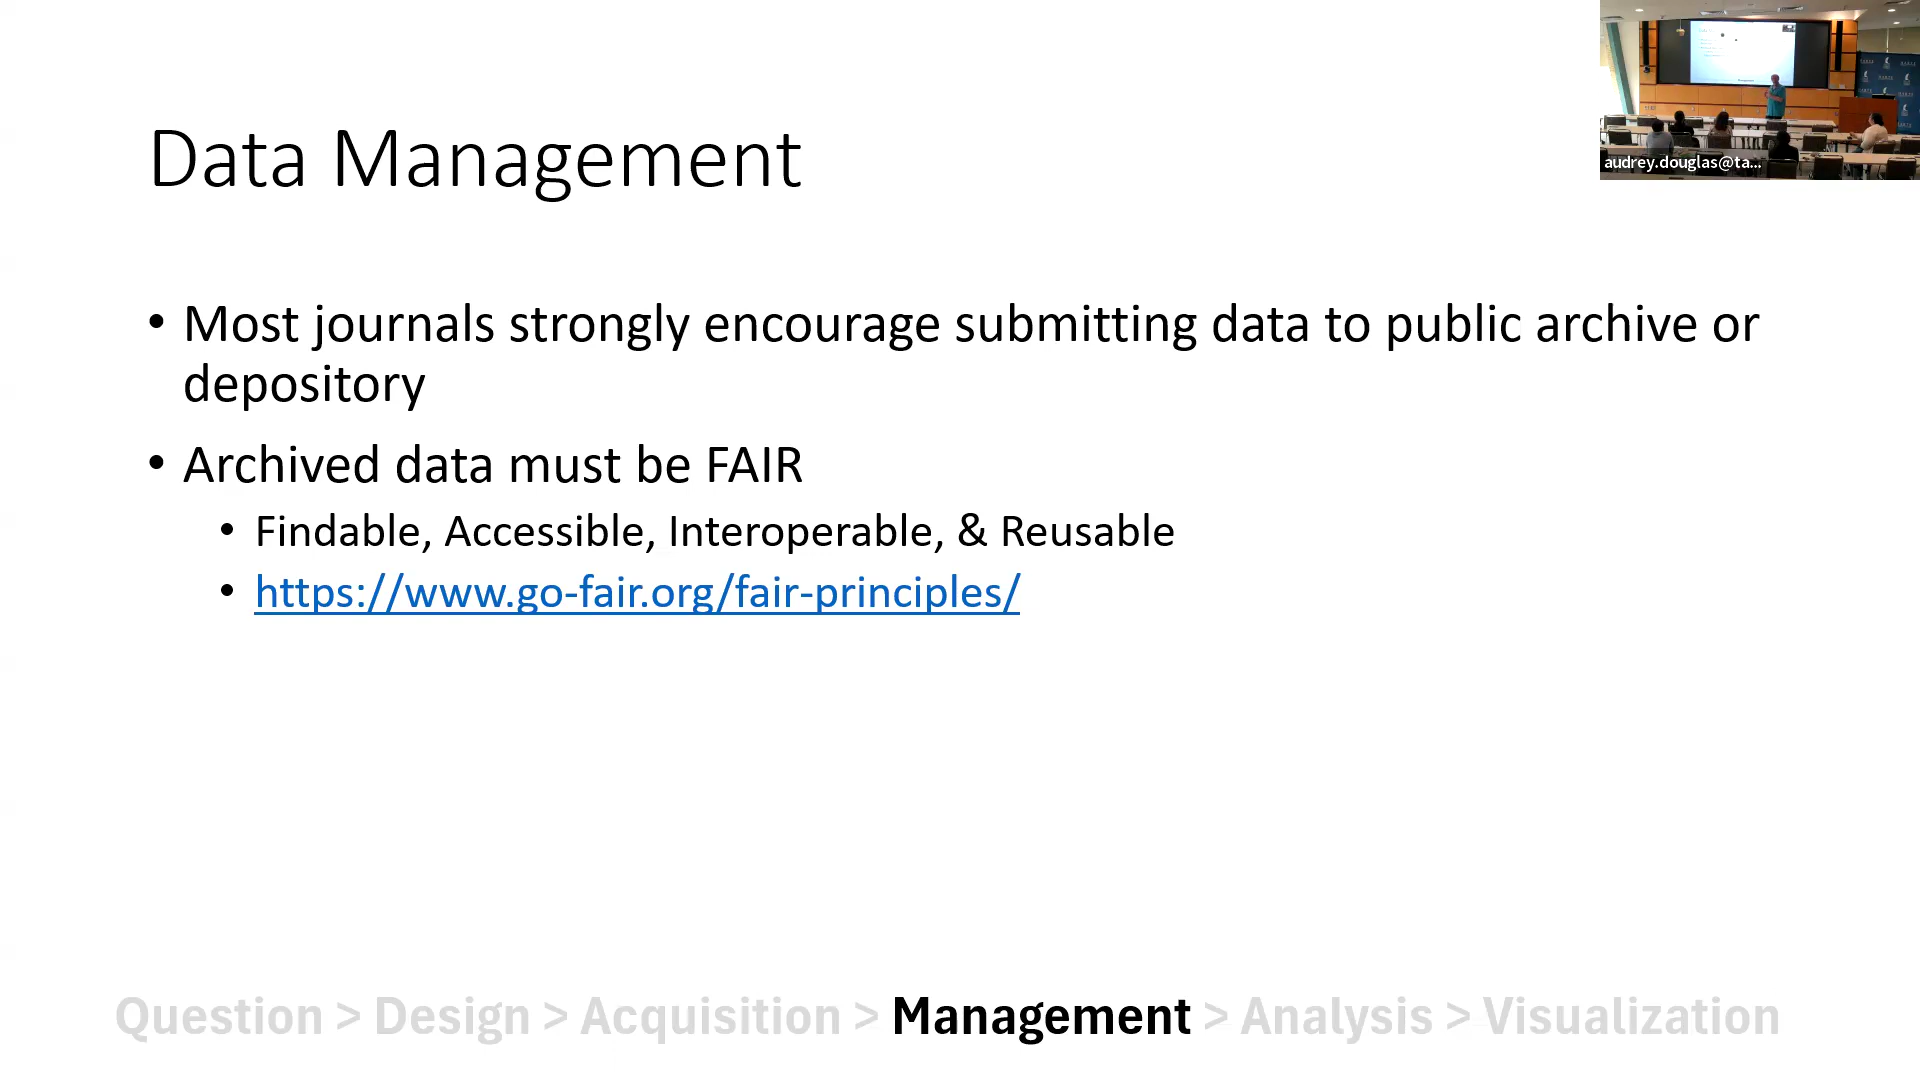 Data Management
• Most journals strongly encourage submitting data to public archive or
depository
• Archived data must be FAIR
• Findable, Accessible, Interoperable, & Reusable
• https://www.go-fair.org/fair-principles/
Question > Design > Acquisition > Management > Analysis > Visualization
audrey.douglas@ta...